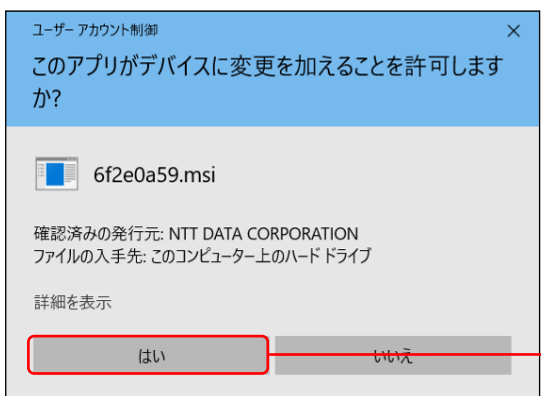 ユーザー アカウント制御
このアプリがデバイスに変更を加えることを許可します
か?
6f2e0a59.msi
確認済みの発行元: NTT DATA CORPORATION
ファイルの入手先: このコンピューター上のハード ドライブ
詳細を表示
はい
いいえ